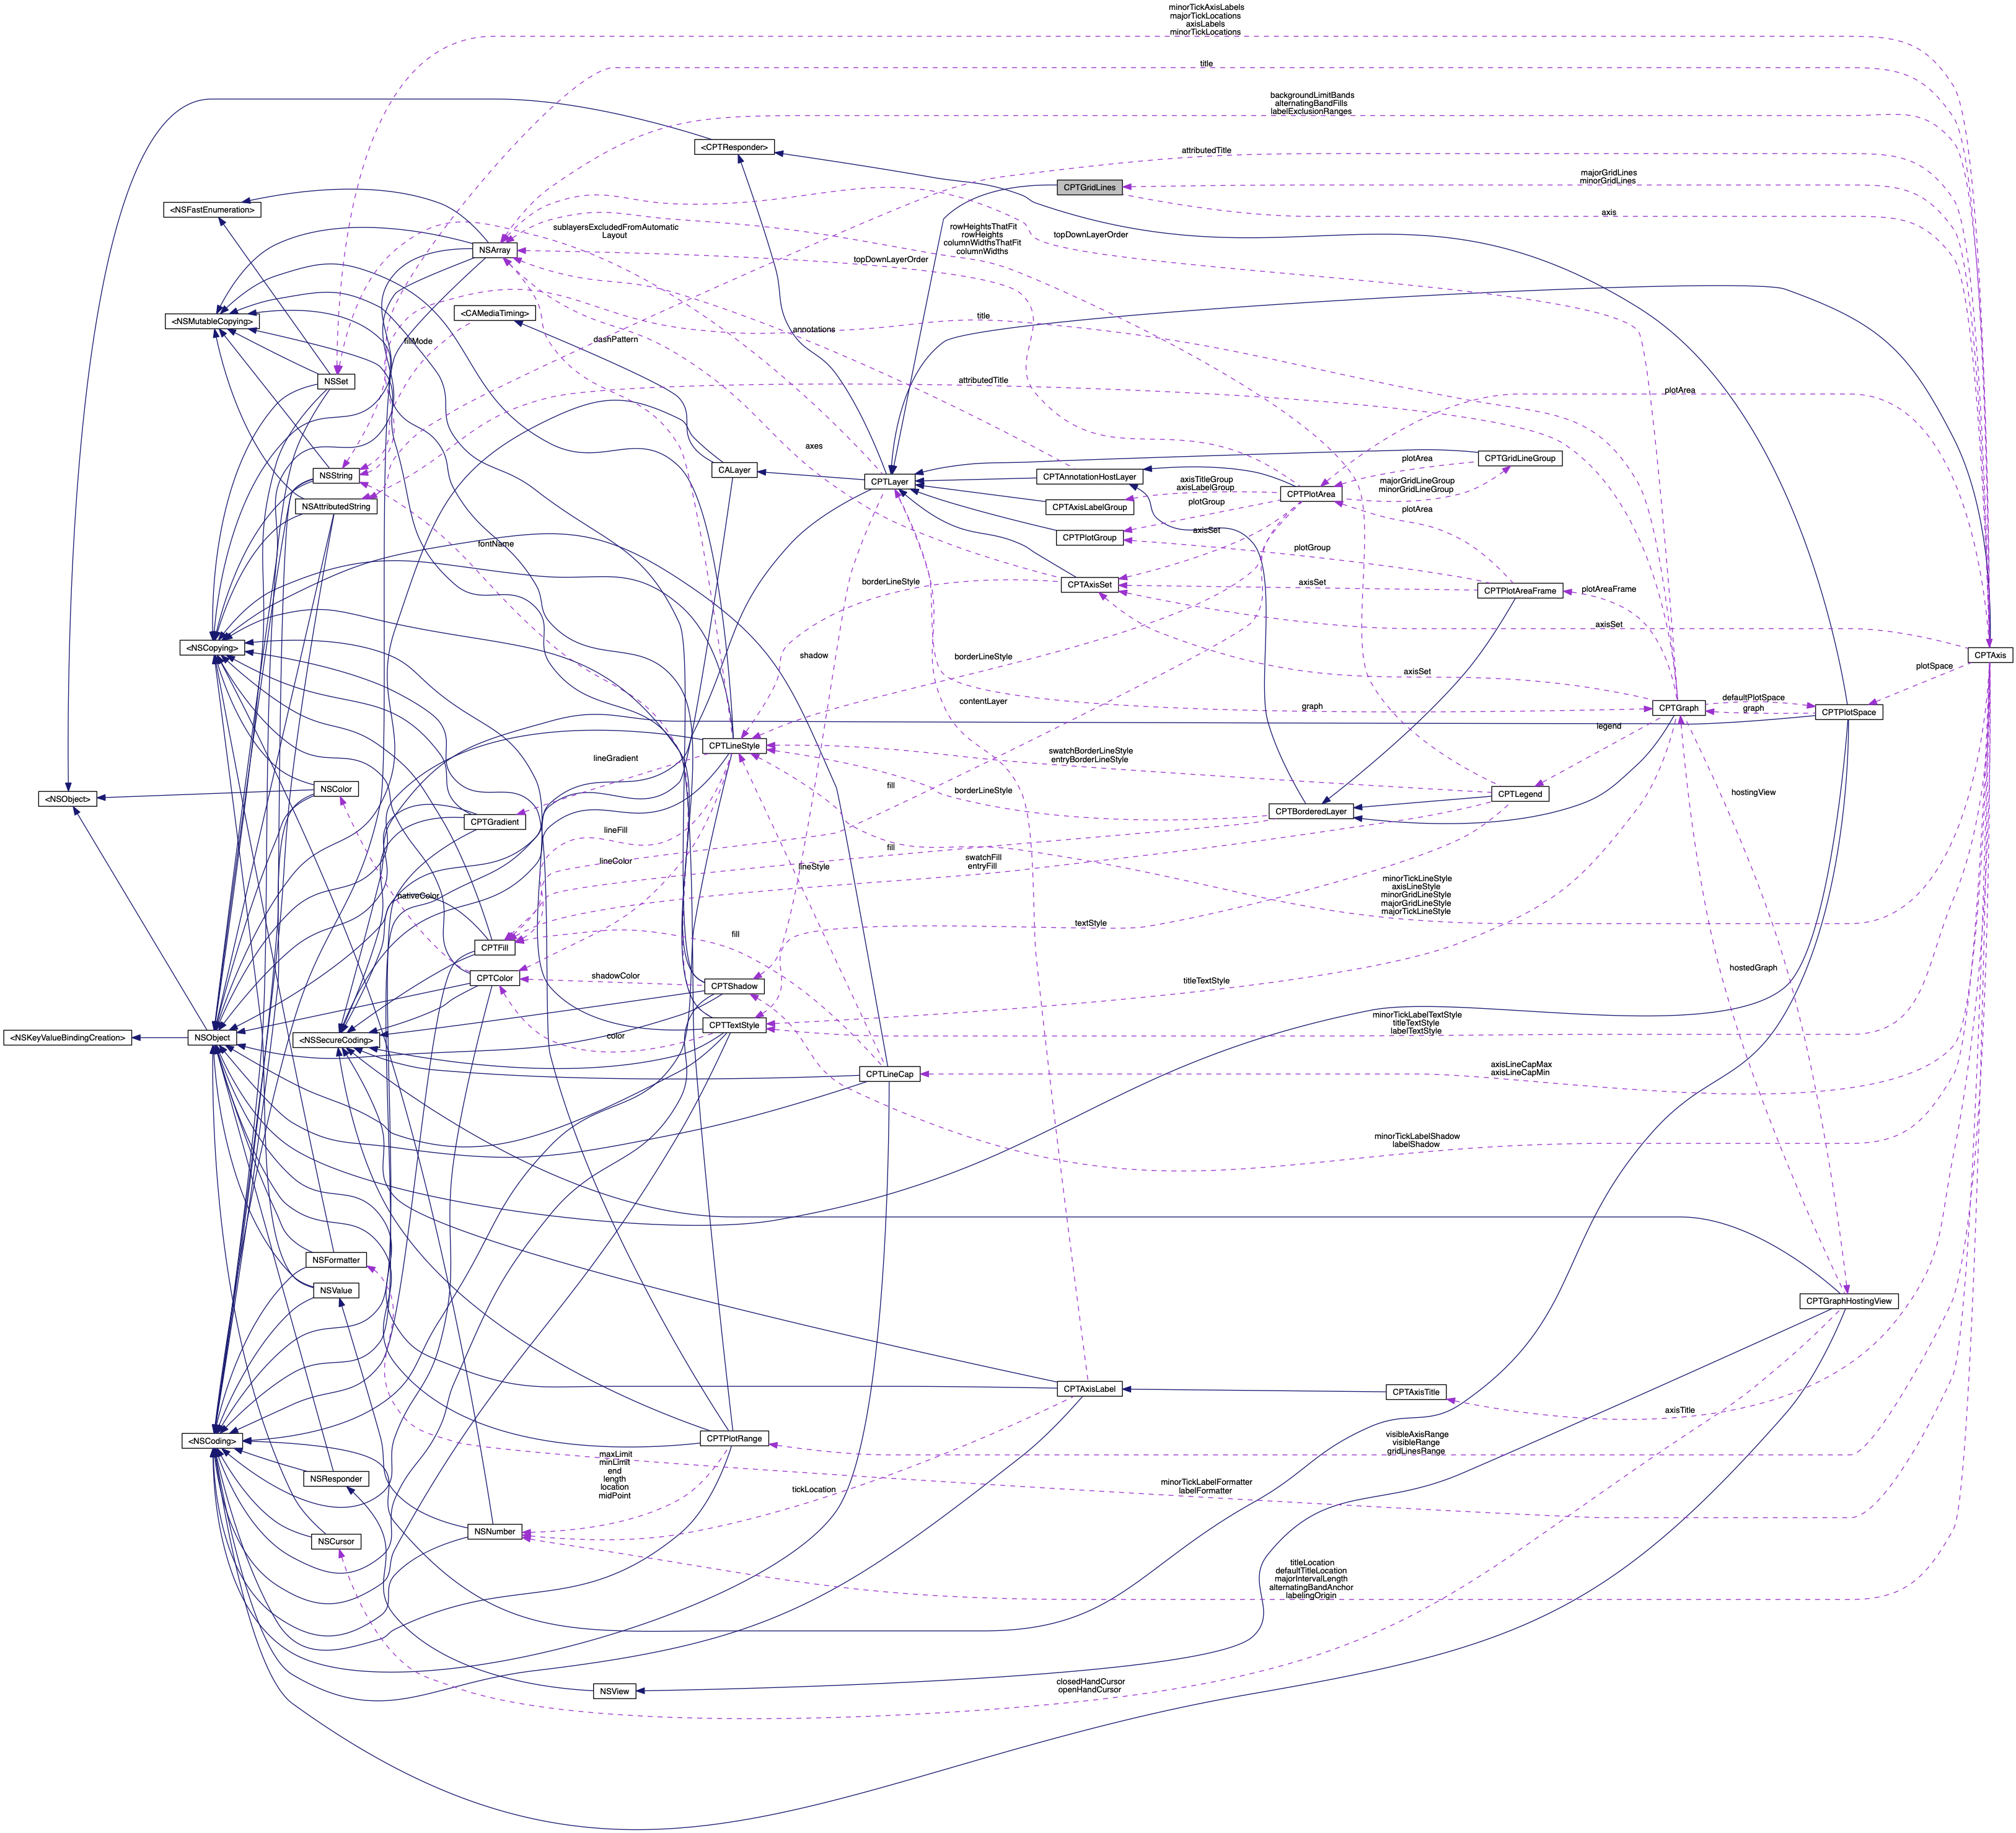 minorTickAxisLabels
majorTickLocations
axisLabels
minorTickLocations
title
backgroundLimitBands
alternatingBandFills
labelExclusionRanges
<CPTResponder>
attributedTitle
majorGridLines
minorGridLines
CPTGridLines
<NSFastEnumeration>
axis
sublayersExcludedFromAutomatic
Layout
rowHeightsThatFit
rowHeights
columnWidthsThatFit
columnWidths
topDownLayerOrder
NSArray
topDownLayerOrder
<CAMediaTiming>
<NSMutableCopying>
title
annotations
fillMode
dashPattern
NSSet
attributedTitle
plotArea
axes
CPTGridLineGroup
plotArea
NSString
CALayer
CPTLayer
CPTAnnotationHostLayer
axisTitleGroup
axisLabelGroup
majorGridLineGroup
minorGridLineGroup
CPTPlotArea
NSAttributedString
CPTAxisLabelGroup
plotGroup
plotArea
axisSet
CPTPlotGroup
fontName
plotGroup
borderLineStyle
CPTAxisSet
axisSet
CPTPlotAreaFrame
plotAreaFrame
axisSet
<NSCopying>
shadow
borderLineStyle
CPTAxis
plotSpace
axisSet
contentLayer
graph
defaultPlotSpace
graph
CPTGraph
CPTPlotSpace
legend
CPTLineStyle
swatchBorderLineStyle
entryBorderLineStyle
lineGradient
NSColor
fill
borderLineStyle
CPTLegend
hostingView
<NSObject>
CPTBorderedLayer
CPTGradient
lineFill
fill
lineColor
lineStyle
swatchFill
entryFill
minorTickLineStyle
axisLineStyle
minorGridLineStyle
majorGridLineStyle
majorTickLineStyle
nativeColor
textStyle
fill
CPTFill
hostedGraph
CPTColor
shadowColor
CPTShadow
titleTextStyle
minorTickLabelTextStyle
titleTextStyle
labelTextStyle
CPTTextStyle
<NSKeyValueBindingCreation>
NSObject
<NSSecureCoding>
color
CPTLineCap
axisLineCapMax
axisLineCapMin
minorTickLabelShadow
labelShadow
NSFormatter
NSValue
CPTGraphHostingView
CPTAxisLabel
CPTAxisTitle
axisTitle
<NSCoding>
CPTPlotRange
visibleAxisRange
visibleRange
gridLinesRange
maxLimit
minLimit
end
length
location
midPoint
NSResponder
minorTickLabelFormatter
labelFormatter
tickLocation
NSNumber
NSCursor
titleLocation
defaultTitleLocation
majorIntervalLength
alternatingBandAnchor
labelingOrigin
closedHandCursor
openHandCursor
NSView